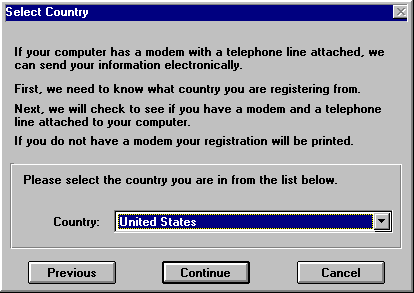 Select Country
If your computer has a modem with a telephone line attached, we
can send your information electronically.
First, we need to know what country you are registering from.
Next, we will check to see if you have a modem and a telephone
line attached to your computer.
If you do not have a modem your registration will be printed.
Please select the country you are in from the list below.
Country: United States
Previous Continue Cancel